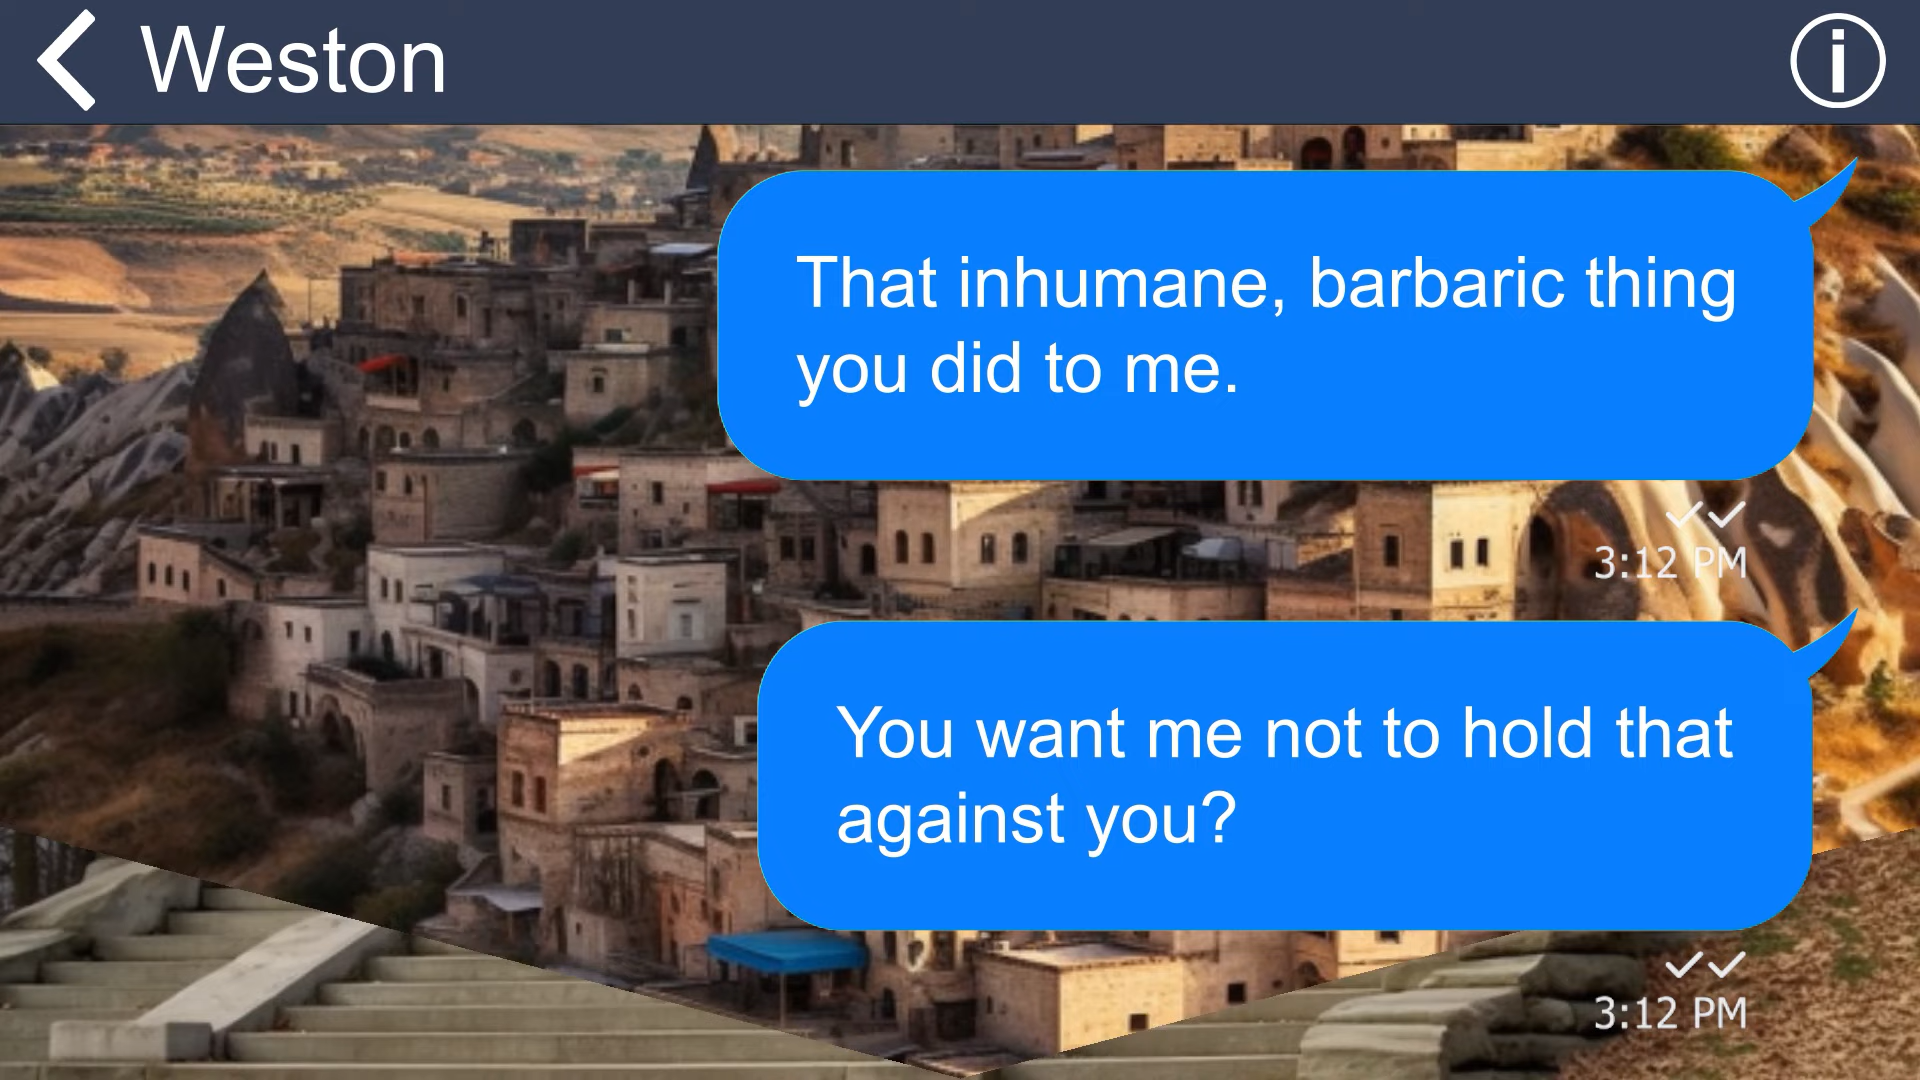 Weston
That inhumane, barbaric thing
you did to me.
3:12 PM
You want me not to hold that
against you?
3:12 PM